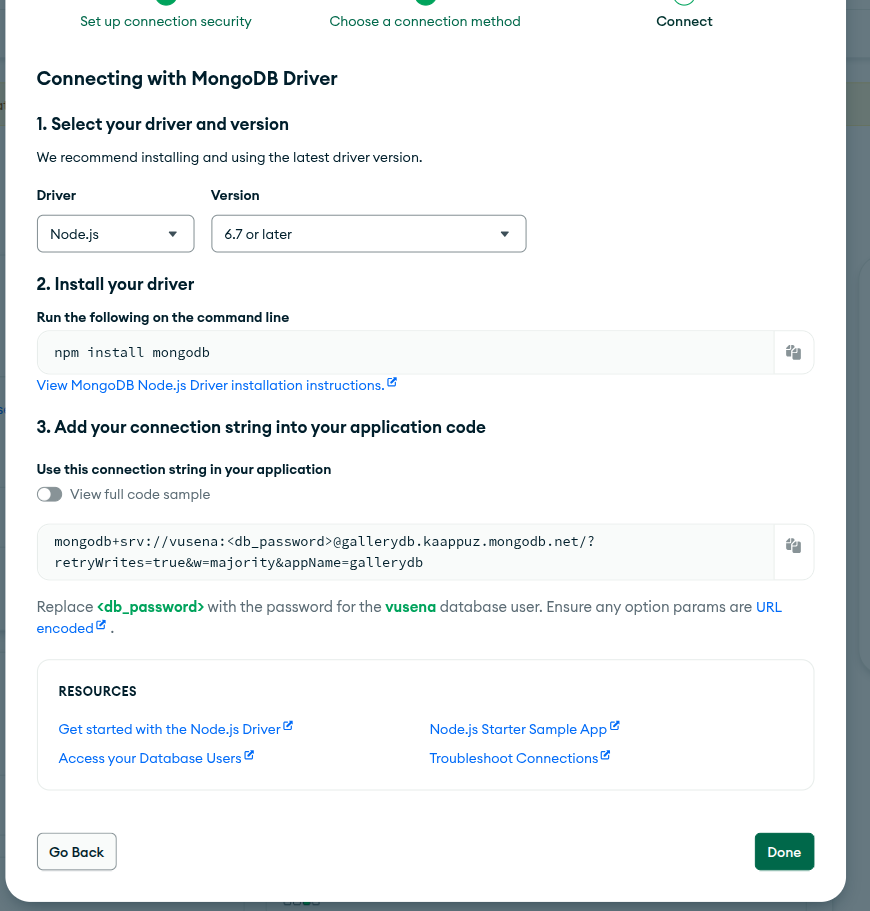 Set up connection security
Choose a connection method
Connect
Connecting with MongoDB Driver
1. Select your driver and version
We recommend installing and using the latest driver version.
Driver
Version
Node.js
6.7 or later
2. Install your driver
Run the following on the command line
npm install mongodb
View MongoDB Node.js Driver installation instructions.
3. Add your connection string into your application code
Use this connection string in your application
View full code sample
mongodb+srv://vusena:<db_password>@gallerydb.kaappuz.mongodb.net/?
retryWrites=true&w=majority&appName=gallerydb
Replace <db_password> with the password for the vusena database user. Ensure any option params are URL
encoded .
RESOURCES
Get started with the Node.js Driver
Node.js Starter Sample App
Access your Database Users
Troubleshoot Connections
Go Back
Done